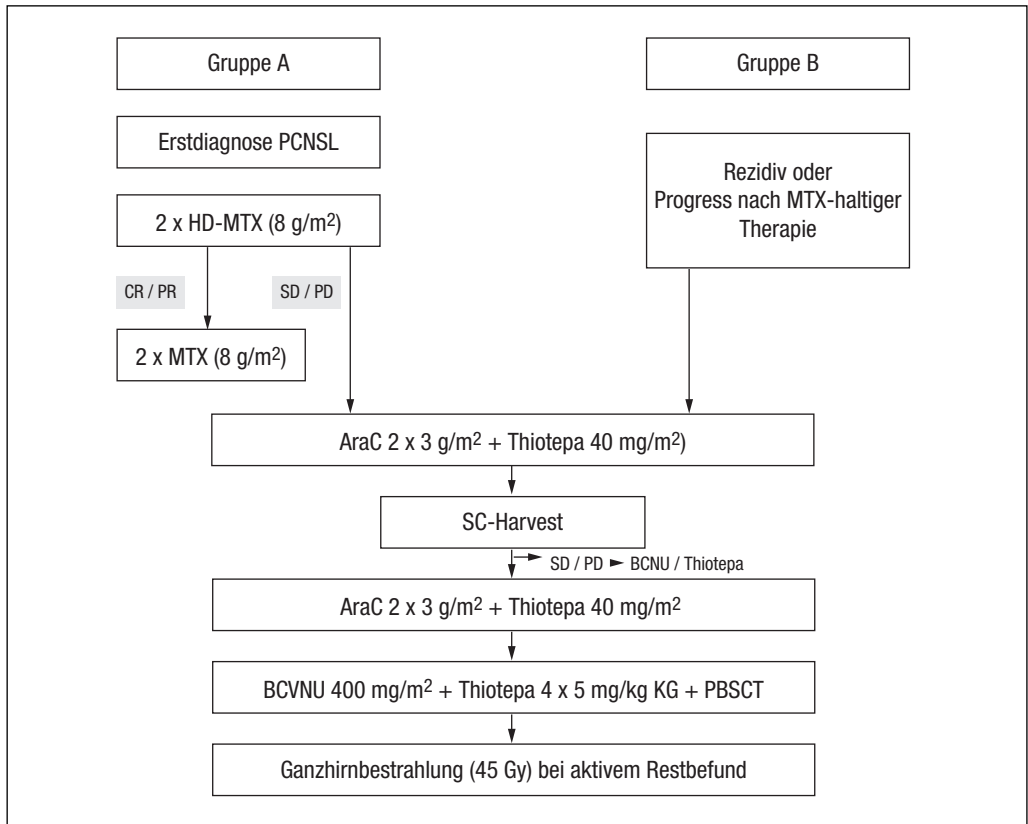 Gruppe A
Gruppe B
Erstdiagnose PCNSL
Rezidiv oder
Progress nach MTX-haltiger
Therapie
2 x HD-MTX (8 g/m²)
CR / PR
SD / PD
2 x MTX (8 g/m²)
AraC 2 x 3 g/m² + Thiotepa 40 mg/m²)
SC-Harvest
SD / PD ► BCNU / Thiotepa
AraC 2 x 3 g/m² + Thiotepa 40 mg/m²
BCVNU 400 mg/m² + Thiotepa 4 x 5 mg/kg KG + PBSCT
Ganzhirnbestrahlung (45 Gy) bei aktivem Restbefund